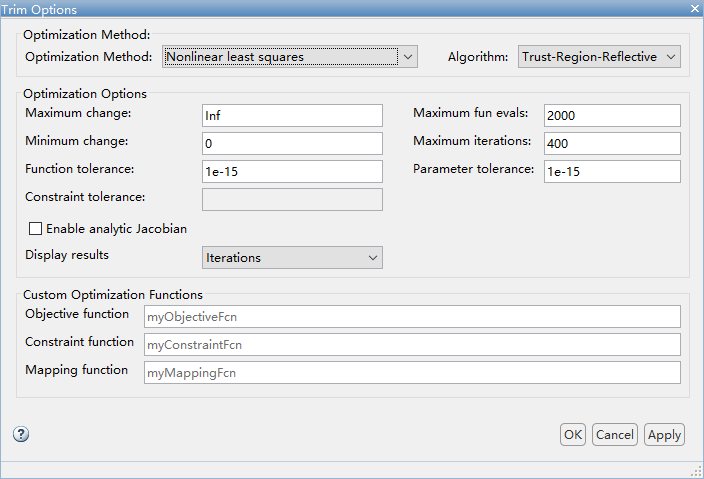 Trim Options
Optimization Method:
Optimization Method: Nonlinear least squares Algorithm: Trust-Region-Reflective
Optimization Options
Maximum change: Inf Maximum fun evals: 2000
Minimum change: 0 Maximum iterations: 400
Function tolerance: 1e-15 Parameter tolerance: 1e-15
Constraint tolerance:
Enable analytic Jacobian
Display results Iterations
Custom Optimization Functions
Objective function myObjectiveFcn
Constraint function myConstraintFcn
Mapping function myMappingFcn
? OK Cancel Apply